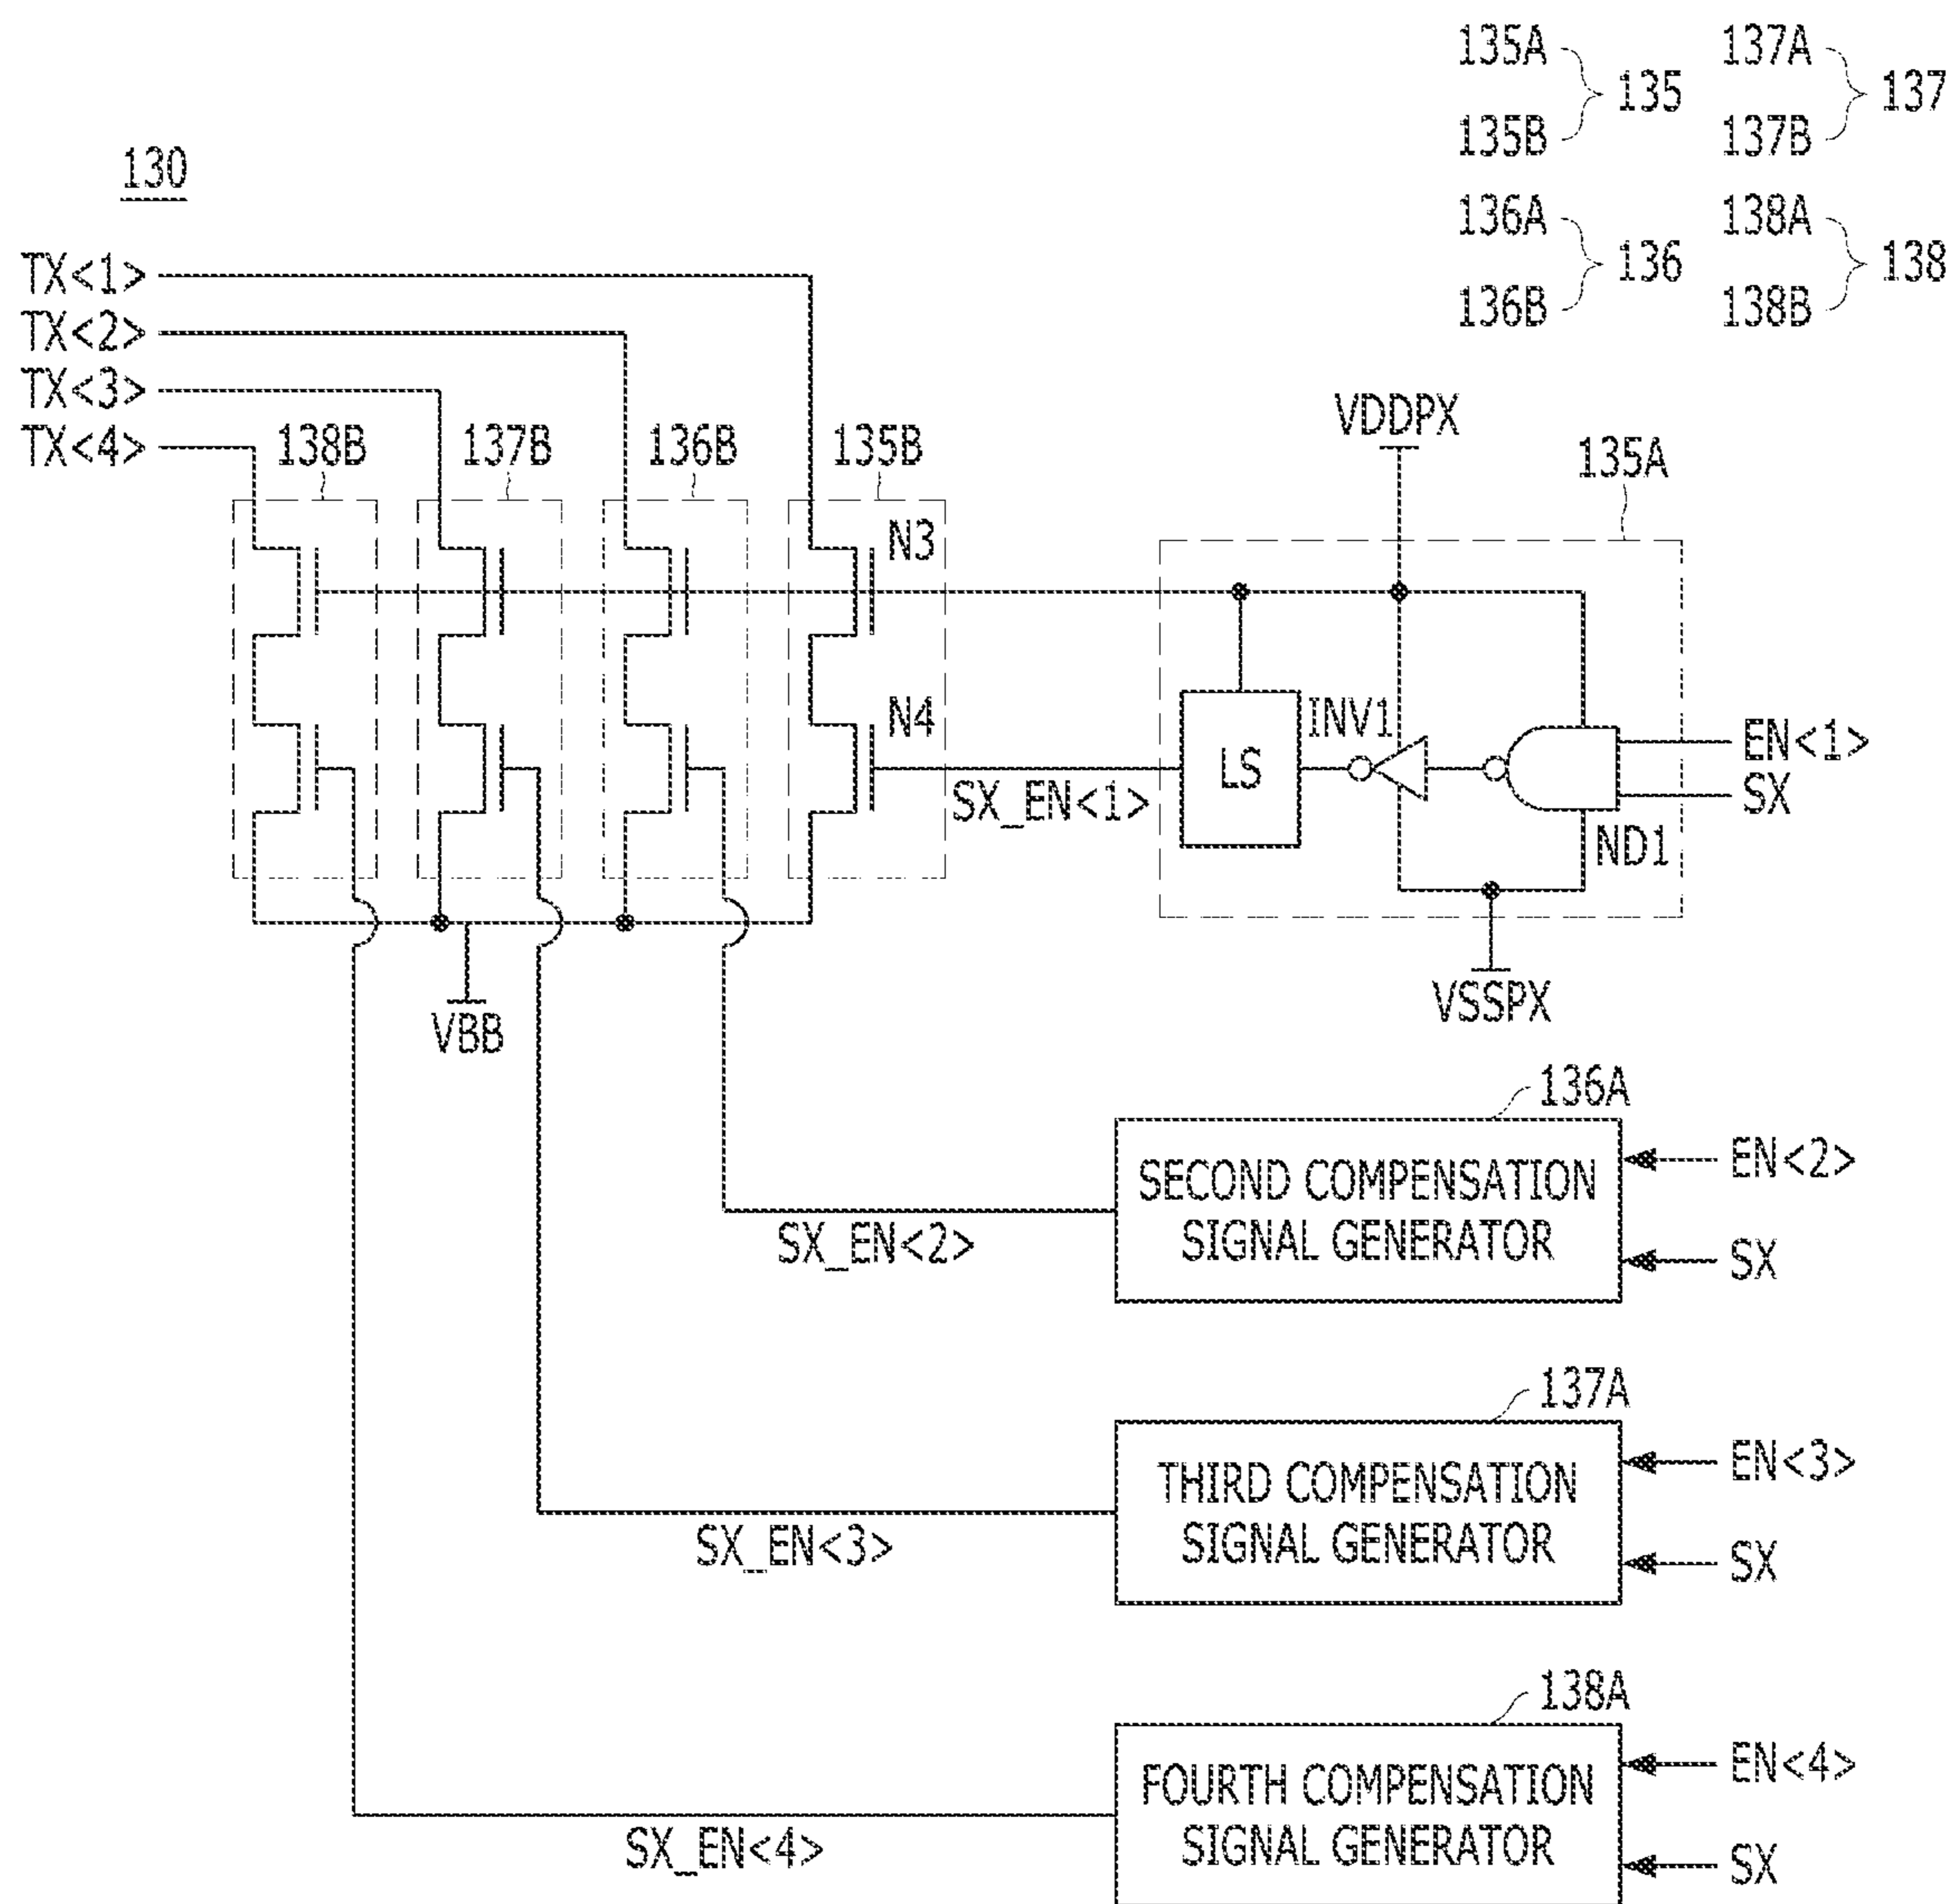 135A
137A
135
137
135B
137B
130
136A
138A
136
138
136B
138B
TX<1>
TX<2>
TX<3>
TX<4>
138B
137B
136B
135B
VDDPX
135A
N3
N4
LS
INV1
EN<1>
SX
SX_EN<1>
ND1
VBB
VSSPX
136A
SECOND COMPENSATION
SIGNAL GENERATOR
EN<2>
SX
SX_EN<2>
137A
THIRD COMPENSATION
SIGNAL GENERATOR
EN<3>
SX
SX_EN<3>
138A
FOURTH COMPENSATION
SIGNAL GENERATOR
EN<4>
SX
SX_EN<4>